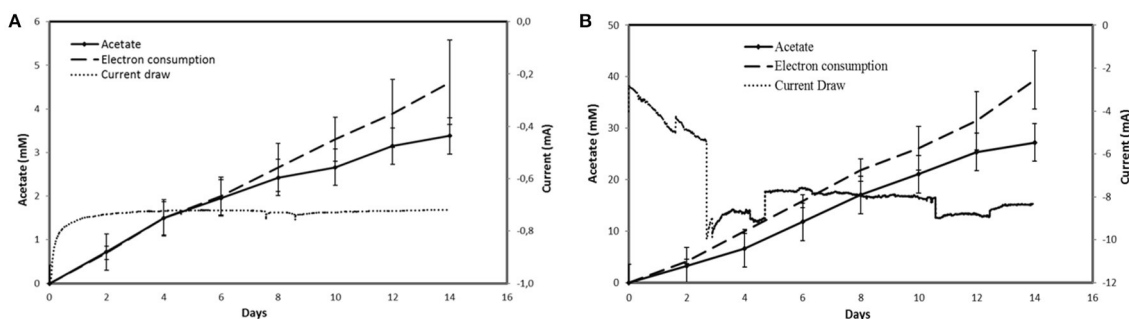 A
6
5
4
3
2
1
0
Acetate (mM)
Acetate
Electron consumption
Current draw
0,0
-0,2
-0,4
-0,6
-0,8
-1,0
Current (mA)
0 2 4 6 8 10 12 14 16
Days
B
50
40
30
20
10
0
Acetate (mM)
Acetate
Electron consumption
Current Draw
0
-2
-4
-6
-8
-10
-12
Current (mA)
0 2 4 6 8 10 12 14 16
Days